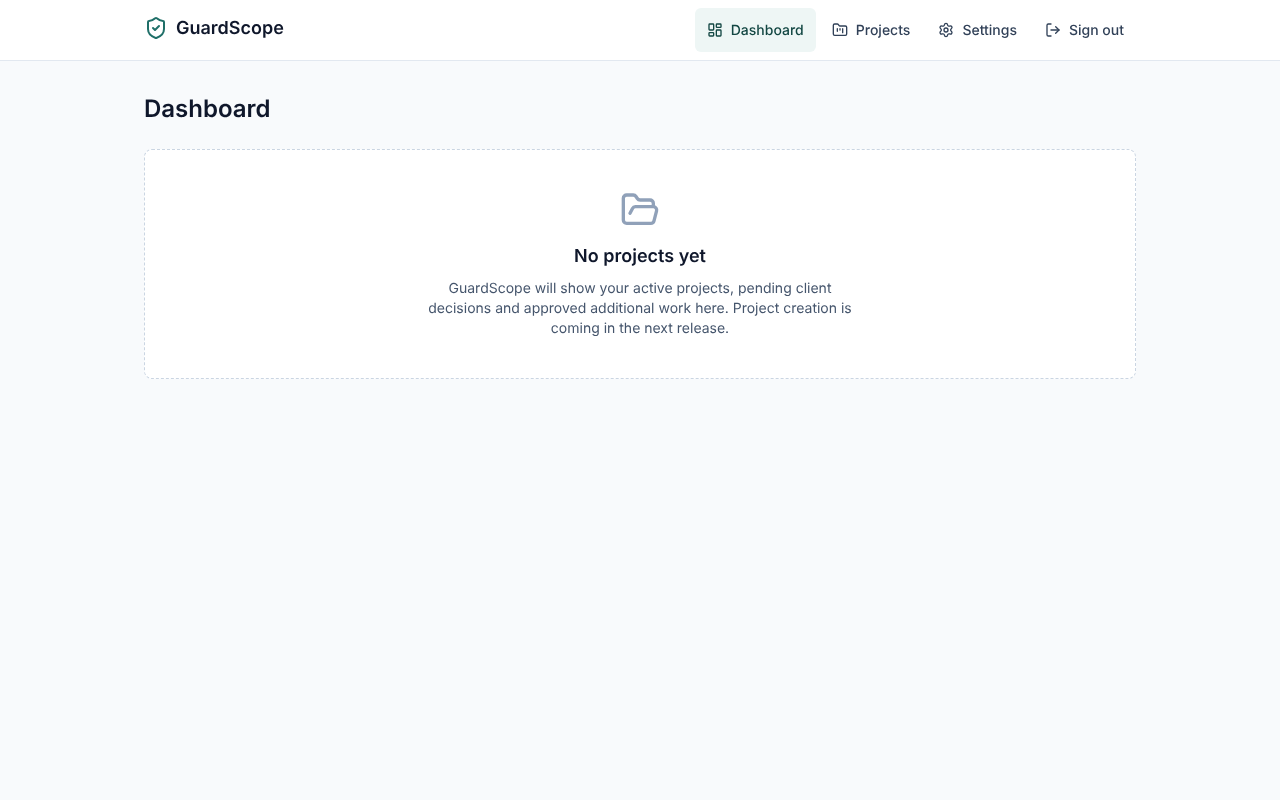 GuardScope
Dashboard
Projects
Settings
Sign out
Dashboard
No projects yet
GuardScope will show your active projects, pending client
decisions and approved additional work here. Project creation is
coming in the next release.